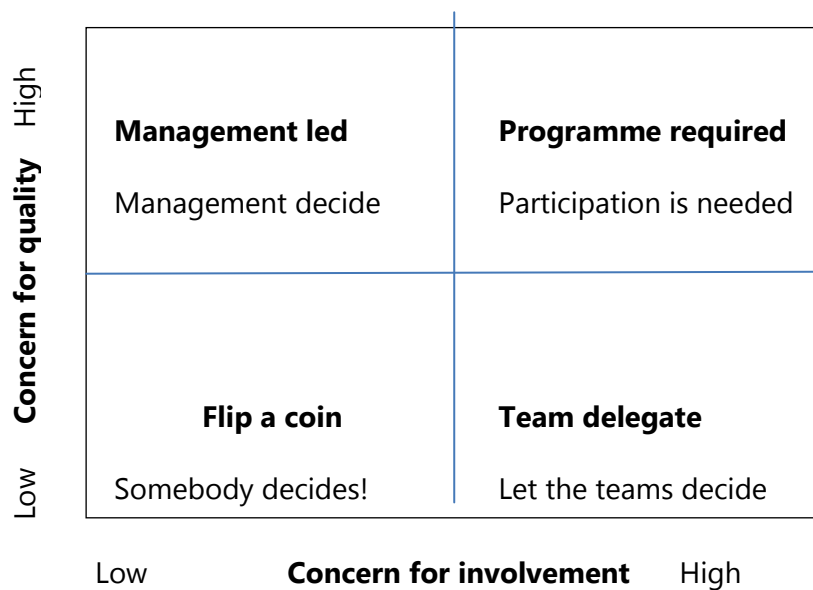 High
Concern for quality
Low
Management led
Management decide
Programme required
Participation is needed
Flip a coin
Somebody decides!
Team delegate
Let the teams decide
Low Concern for involvement High